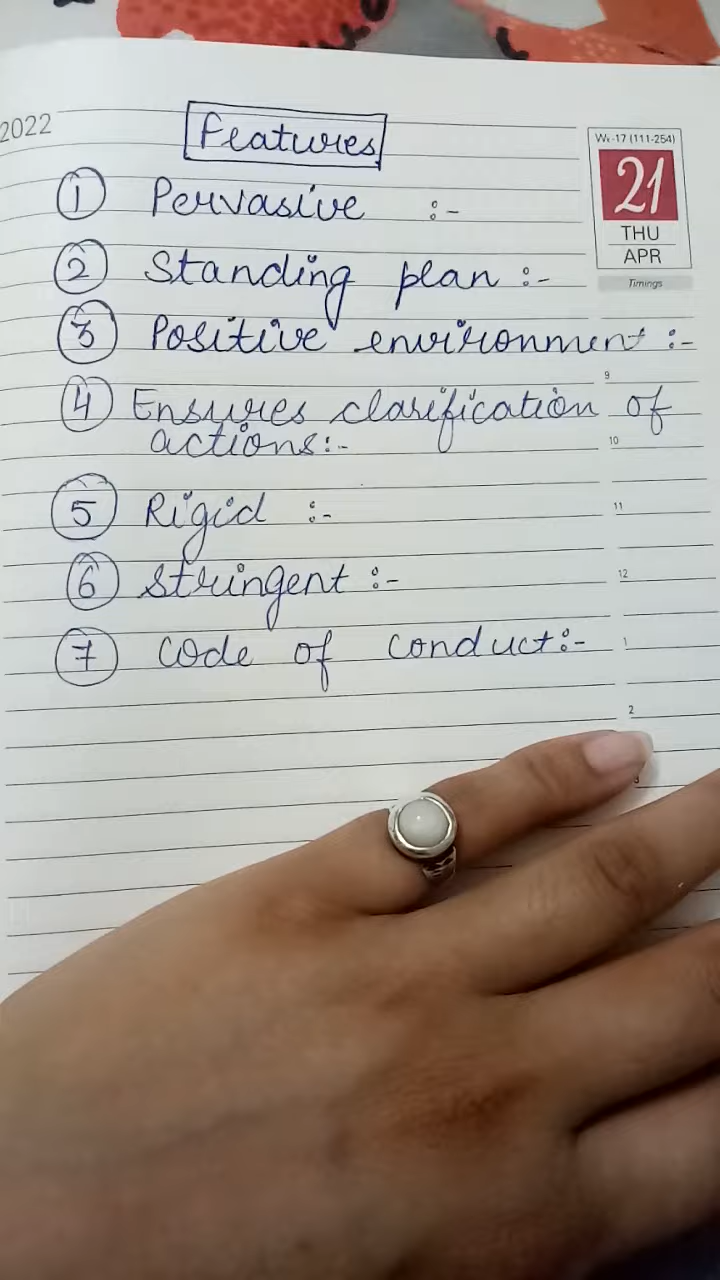 2022
Features
Wk-17 (111-254)
21
THU
APR
Timings
1 Pervasive :-
2 Standing plan :-
3 Positive environment :-
9
4 Ensures clarification of
actions:-
10
5 Rigid :-
11
6 Stringent :-
12
7 Code of conduct:-
1
2
3